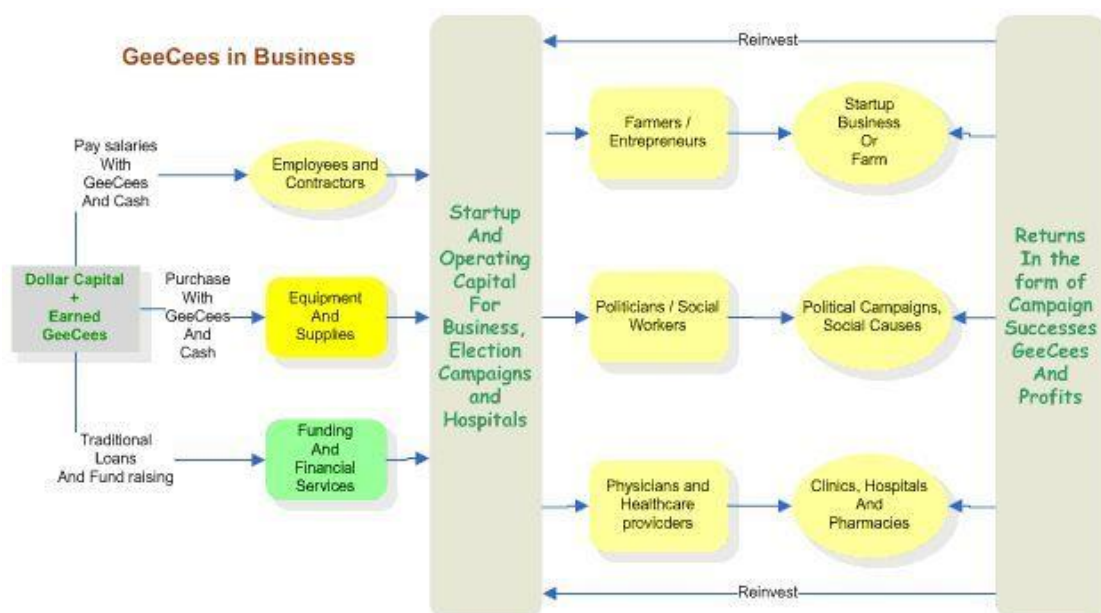 GeeCees in Business
Reinvest
Pay salaries
With
GeeCees
And Cash
Employees and
Contractors
Dollar Capital
+
Earned
GeeCees
Purchase
With
GeeCees
And
Cash
Equipment
And
Supplies
Traditional
Loans
And Fund raising
Funding
And
Financial
Services
Startup
And
Operating
Capital
For
Business,
Election
Campaigns
and
Hospitals
Farmers /
Entrepreneurs
Startup
Business
Or
Farm
Politicians / Social
Workers
Political Campaigns,
Social Causes
Physicians and
Healthcare
provicders
Clinics, Hospitals
And
Pharmacies
Returns
In the
form of
Campaign
Successes
GeeCees
And
Profits
Reinvest